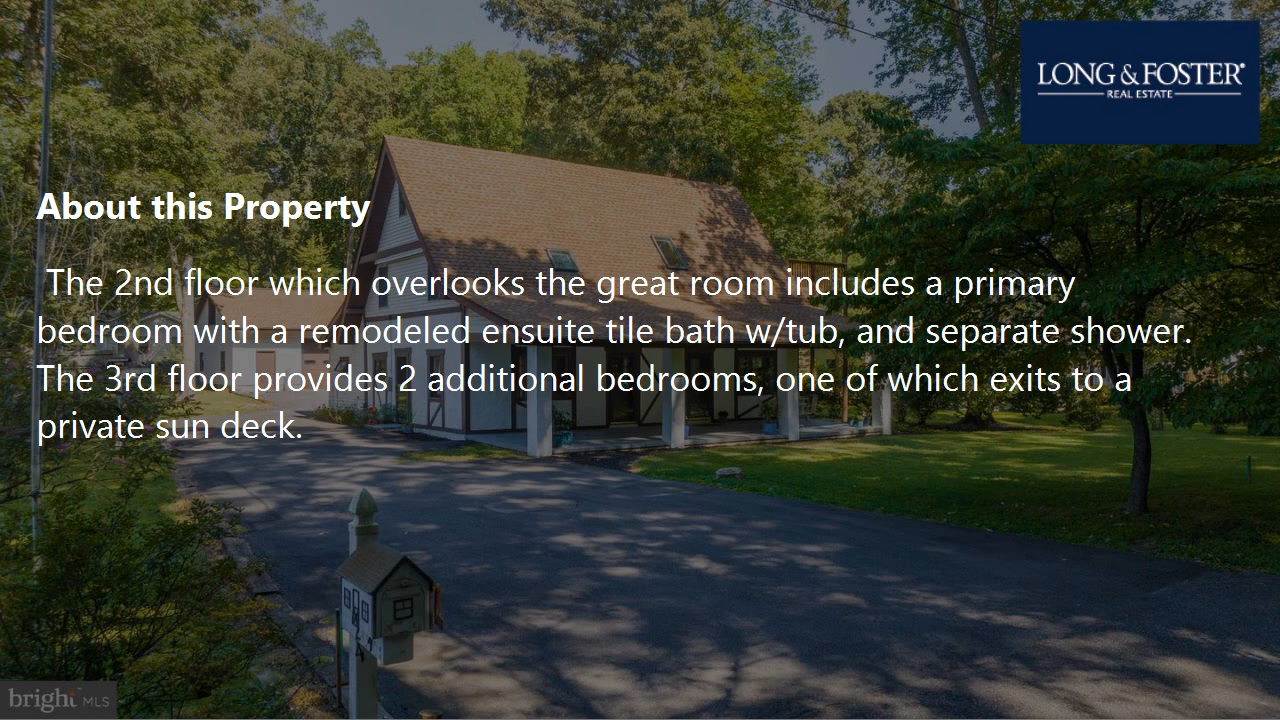 LONG & FOSTER®
REAL ESTATE
About this Property
The 2nd floor which overlooks the great room includes a primary
bedroom with a remodeled ensuite tile bath w/tub, and separate shower.
The 3rd floor provides 2 additional bedrooms, one of which exits to a
private sun deck.
bright MLS